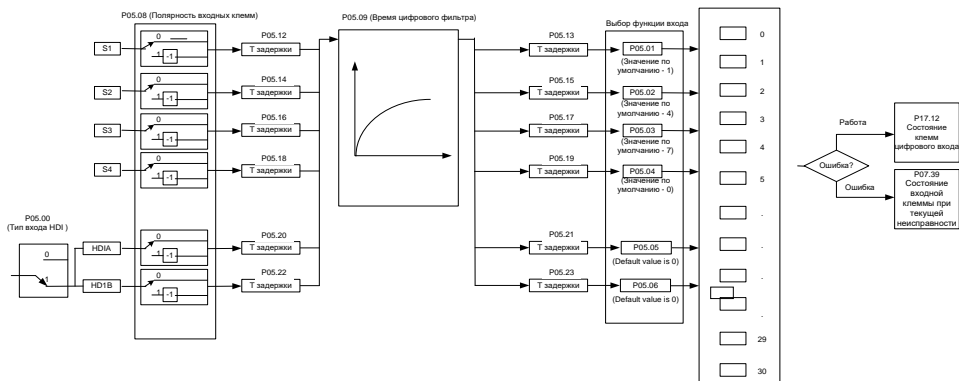 P05.08 (Полярность входных клемм)
P05.09 (Время цифрового фильтра)
P05.12
P05.13
Выбор функции входа
S1
0
1
-1
Т задержки
Т задержки
P05.01
(Значение по
умолчанию - 1)
0
1
P05.14
P05.15
S2
0
1
-1
Т задержки
Т задержки
P05.02
(Значение по
умолчанию - 4)
2
P05.16
P05.17
S3
0
1
-1
Т задержки
Т задержки
P05.03
(Значение по
умолчанию - 7)
3
4
P05.18
P05.19
S4
0
1
-1
Т задержки
Т задержки
P05.04
(Значение по
умолчанию - 0)
5
.
Работа
P17.12
Состояние
клемм
цифрового входа
Ошибка?
Ошибка
P07.39
Состояние
входной
клеммы при
текущей
неисправности
P05.00
(Тип входа HDI )
0
1
P05.20
P05.21
HDIA
0
1
-1
Т задержки
Т задержки
P05.05
(Default value is 0)
.
P05.22
P05.23
HD1B
0
1
-1
Т задержки
Т задержки
P05.06
(Default value is 0)
.
.
29
30